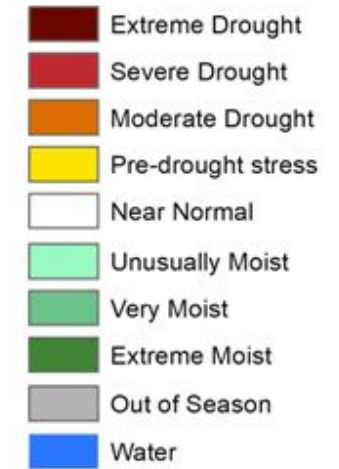 Extreme Drought
Severe Drought
Moderate Drought
Pre-drought stress
Near Normal
Unusually Moist
Very Moist
Extreme Moist
Out of Season
Water